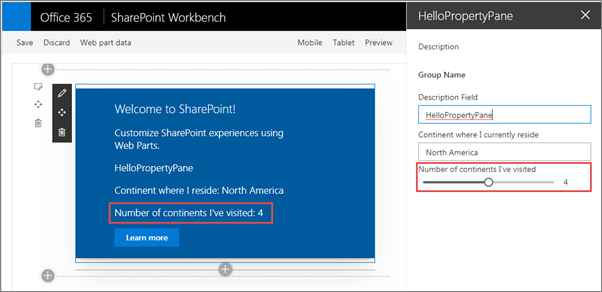 Office 365 SharePoint Workbench
Save Discard Web part data Mobile Tablet Preview
Welcome to SharePoint!
Customize SharePoint experiences using
Web Parts.
HelloPropertyPane
Continent where I reside: North America
Number of continents I've visited: 4
Learn more
HelloPropertyPane
Description
Group Name
Description Field
HelloPropertyPane
Continent where I currently reside
North America
Number of continents I've visited
4